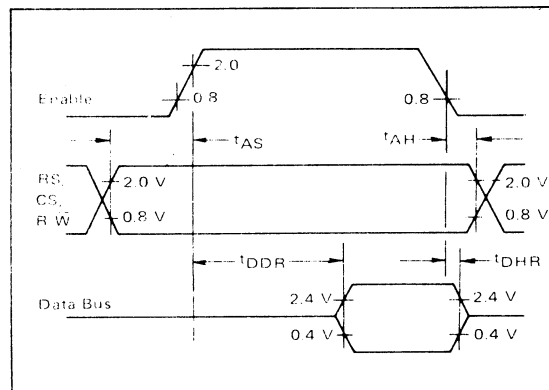 2.0
Enable
0.8
0.8
tAS
tAH
RS,
CS,
R/W̅
2.0 V
0.8 V
2.0 V
0.8 V
tDDR
tDHR
Data Bus
2.4 V
0.4 V
2.4 V
0.4 V